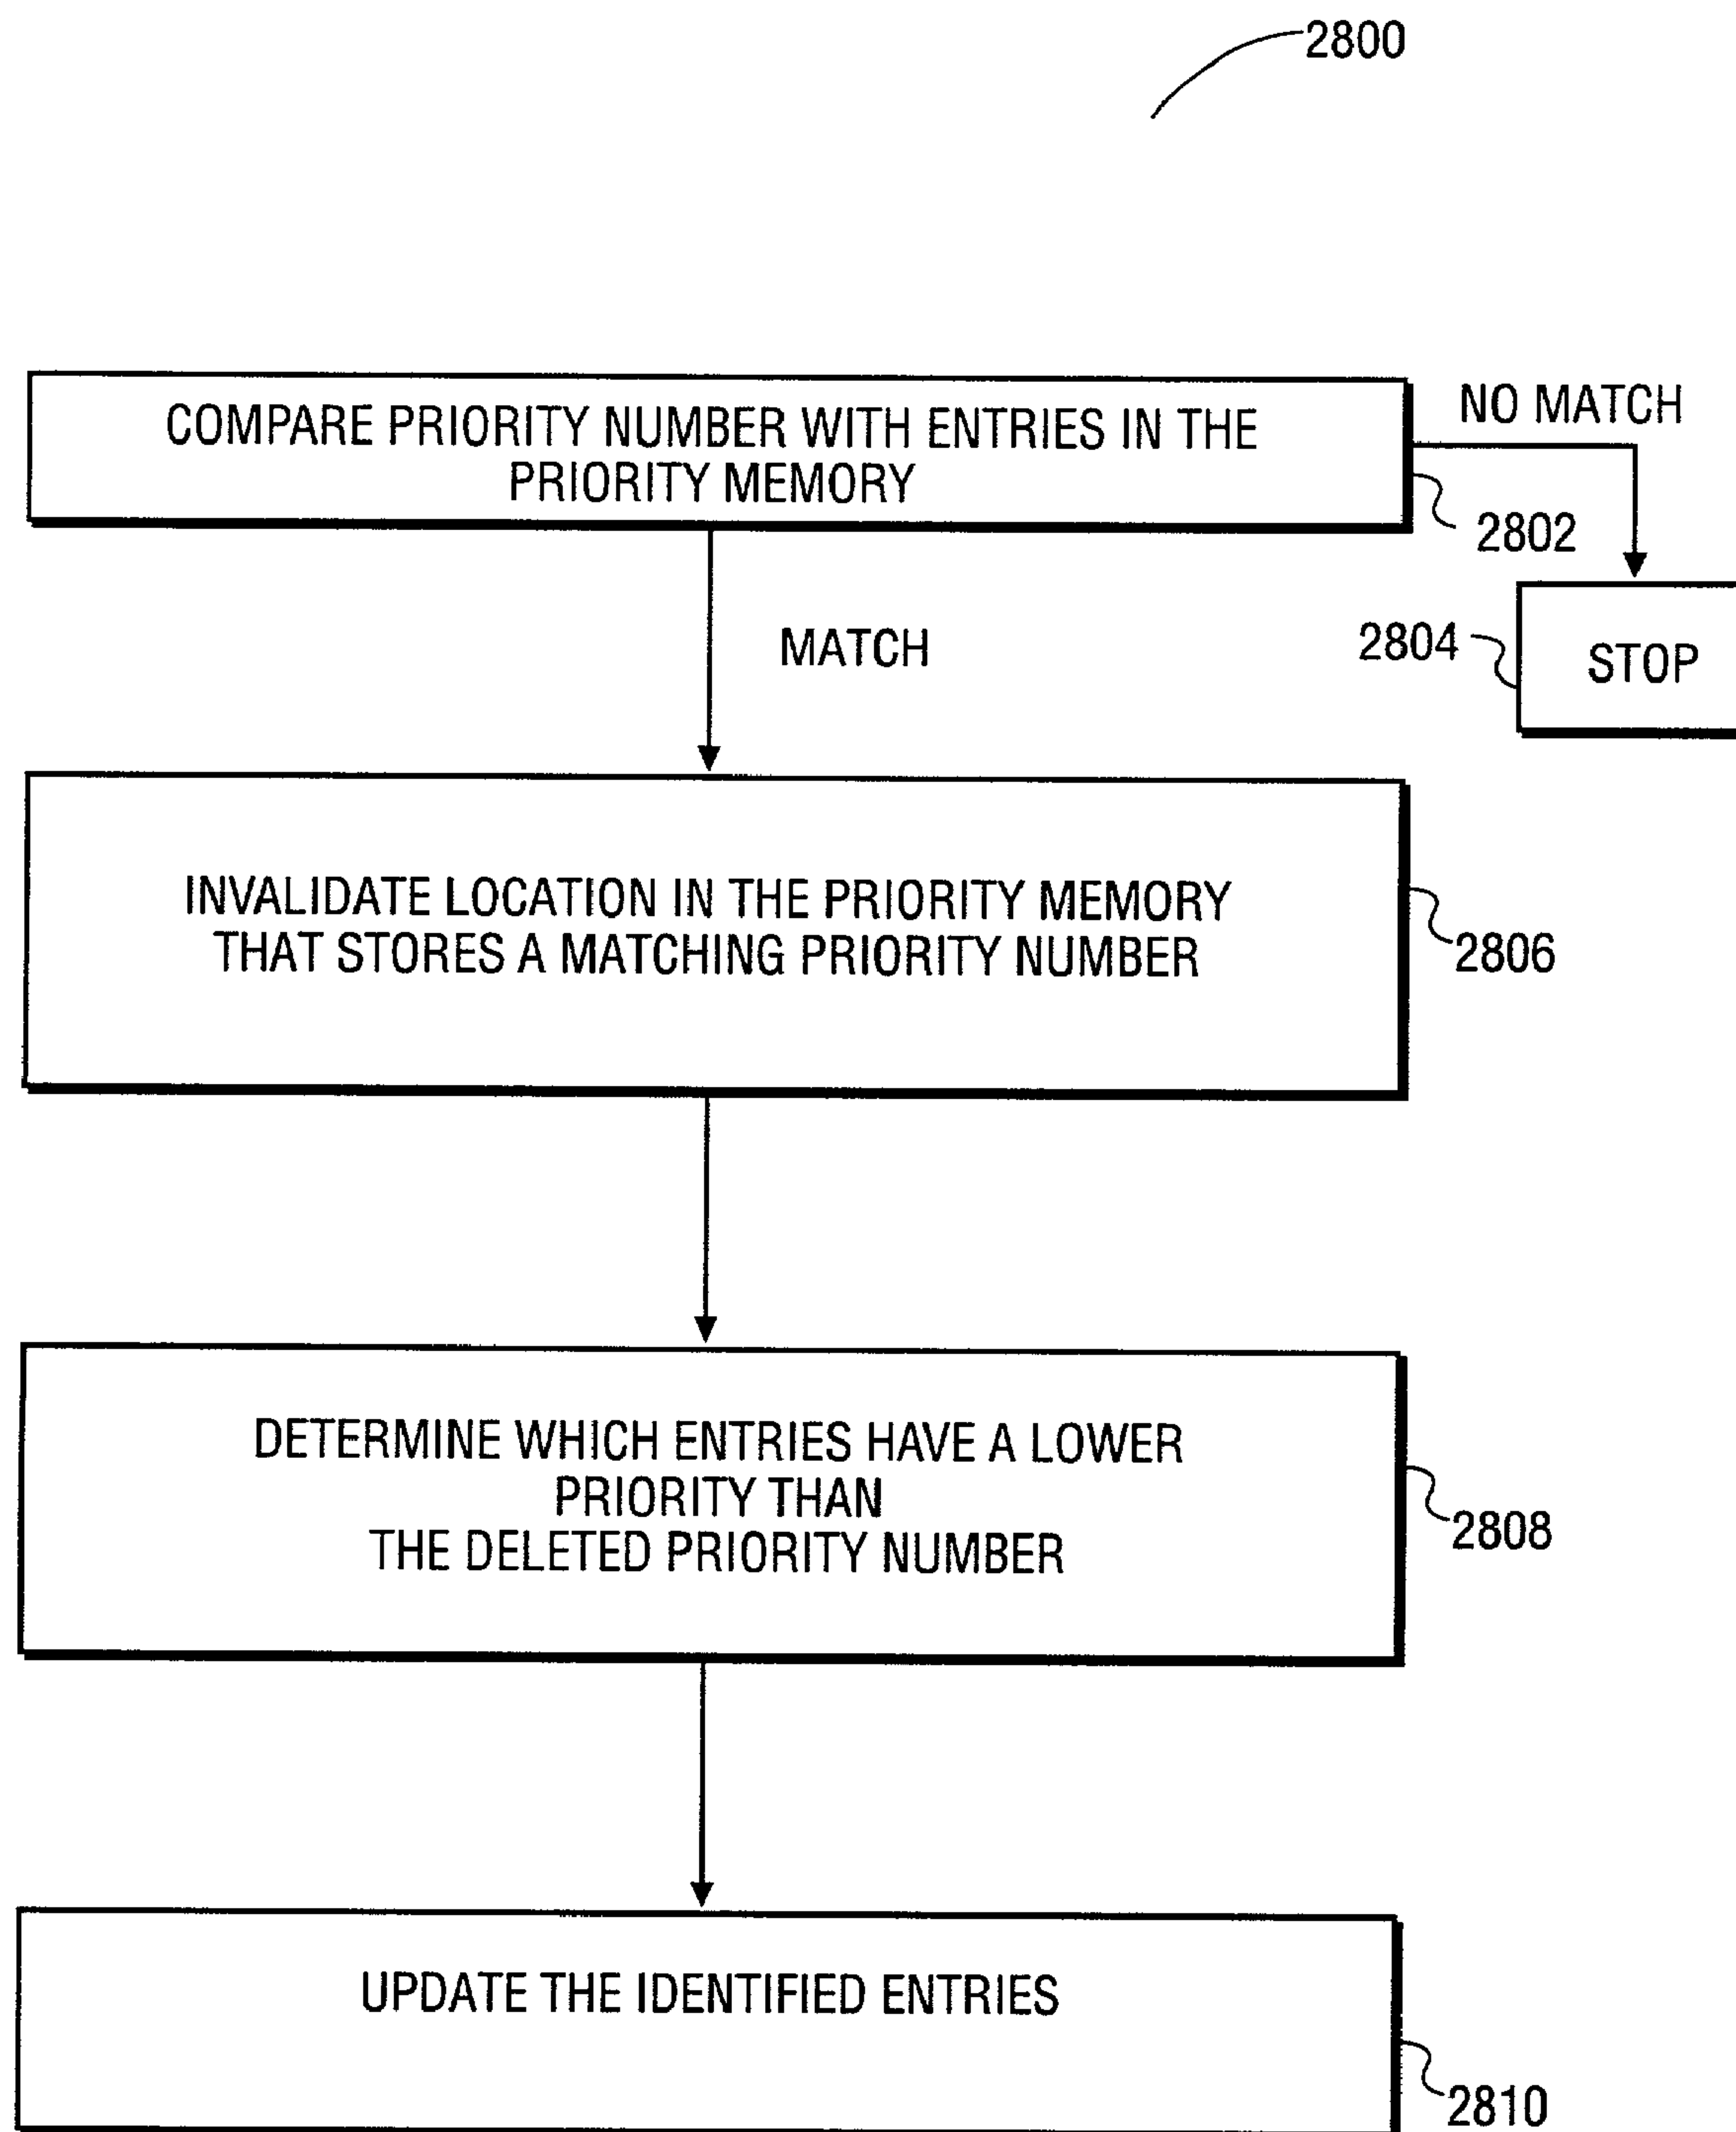 2800
COMPARE PRIORITY NUMBER WITH ENTRIES IN THE
PRIORITY MEMORY
NO MATCH
2802
MATCH
2804
STOP
INVALIDATE LOCATION IN THE PRIORITY MEMORY
THAT STORES A MATCHING PRIORITY NUMBER
2806
DETERMINE WHICH ENTRIES HAVE A LOWER
PRIORITY THAN
THE DELETED PRIORITY NUMBER
2808
UPDATE THE IDENTIFIED ENTRIES
2810